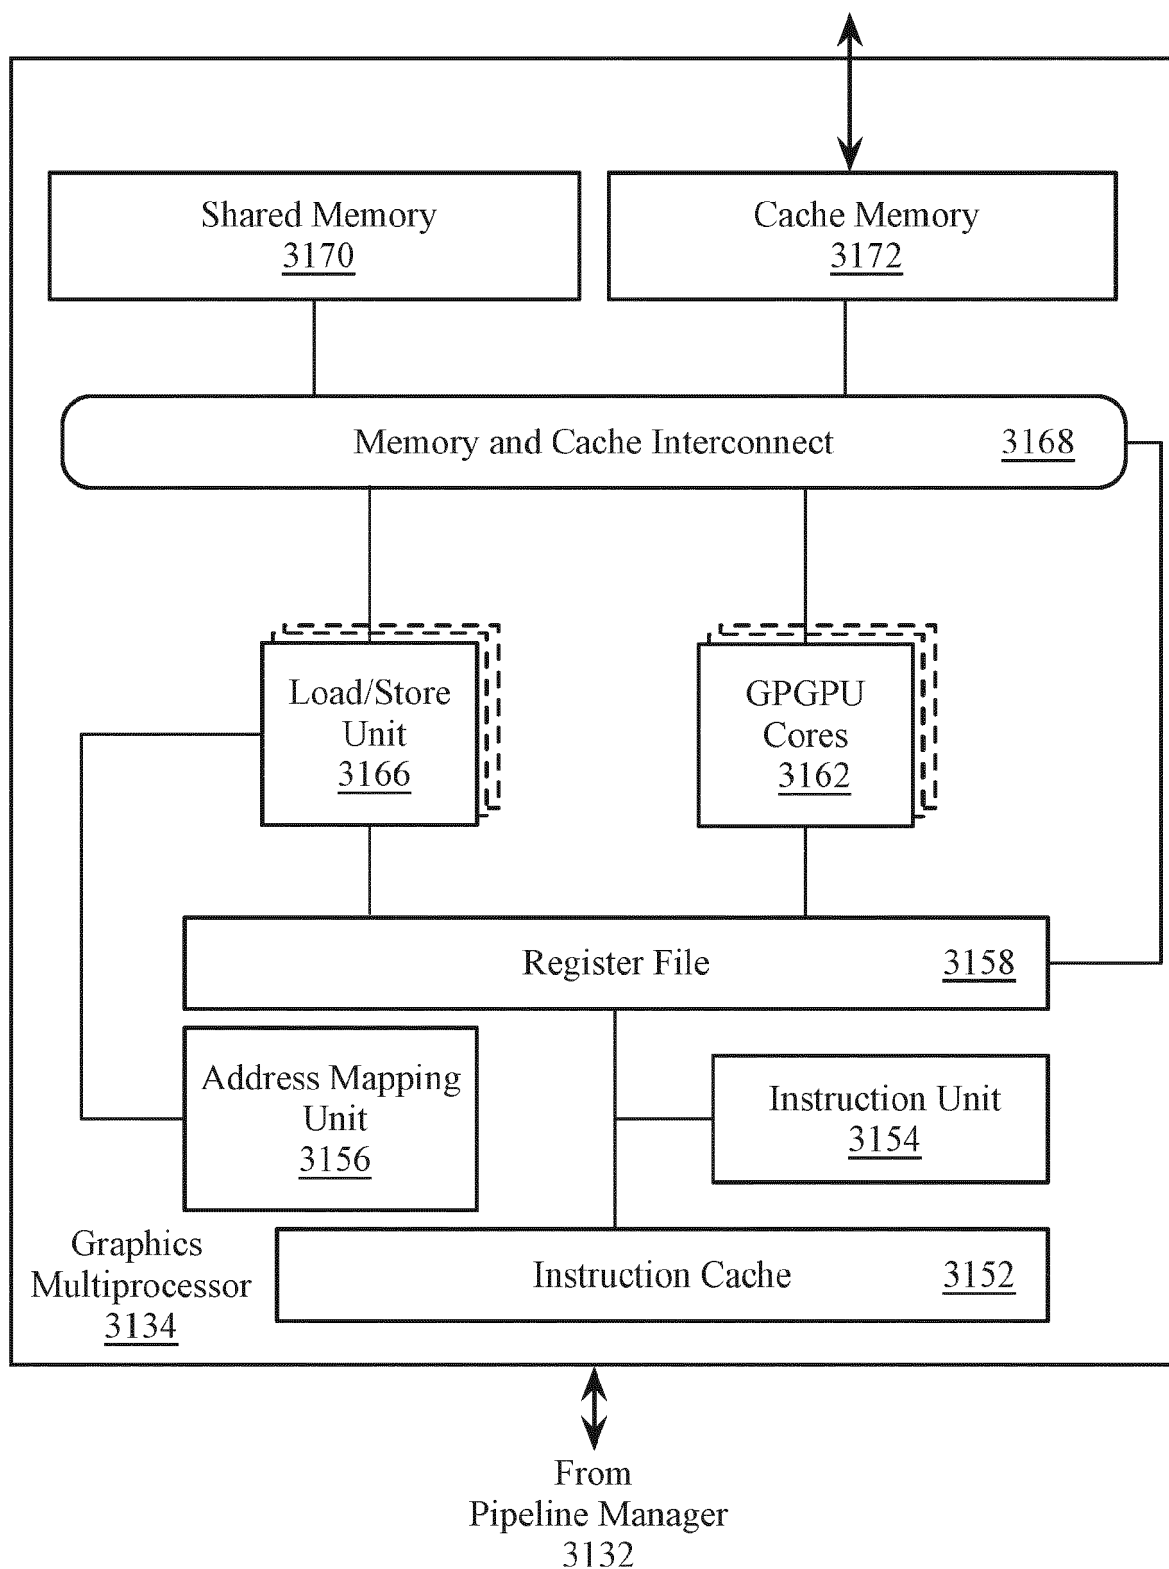 Shared Memory
3170
Cache Memory
3172
Memory and Cache Interconnect 3168
Load/Store
Unit
3166
GPGPU
Cores
3162
Register File 3158
Address Mapping
Unit
3156
Instruction Unit
3154
Graphics
Multiprocessor
3134
Instruction Cache 3152
From
Pipeline Manager
3132